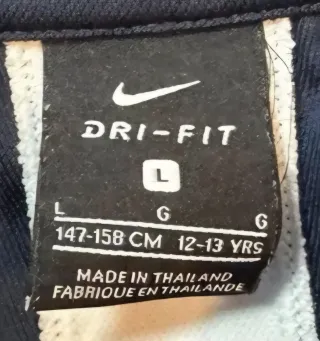 DRI-FIT
L
L G G
147-158 CM 12-13 YRS
MADE IN THAILAND
FABRIQUE EN THAILANDE